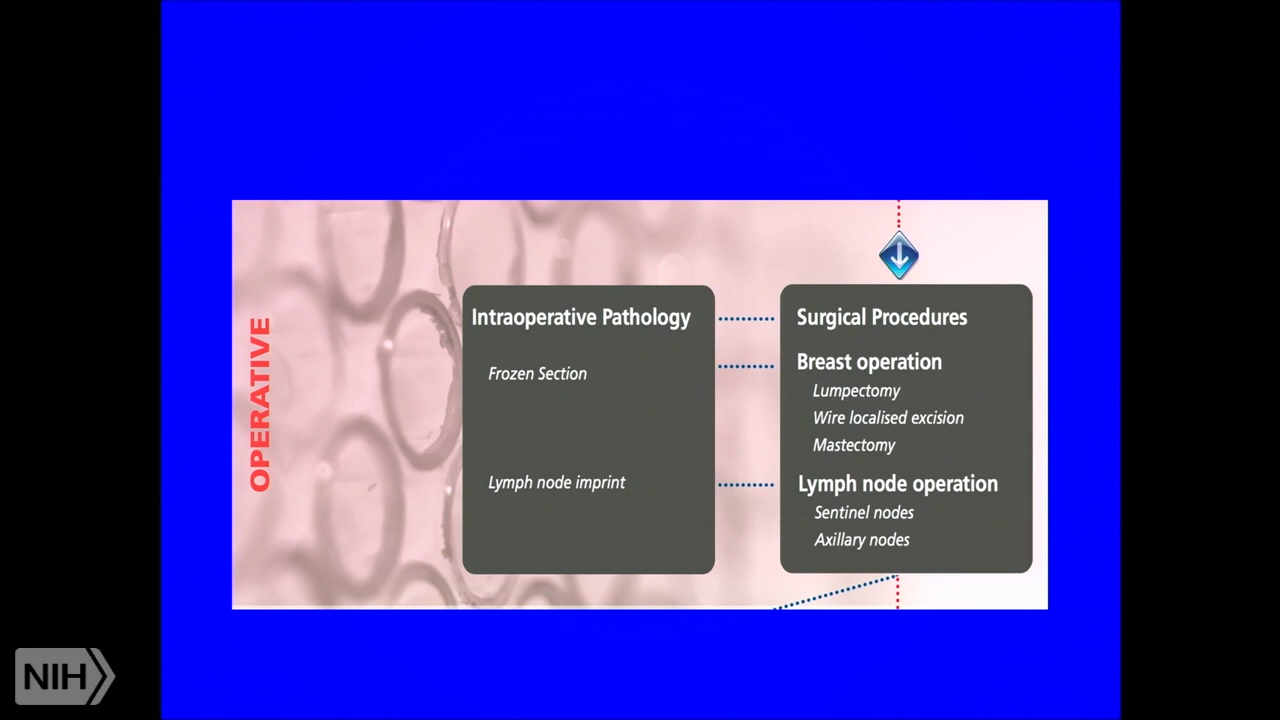 OPERATIVE
Intraoperative Pathology
Frozen Section
Lymph node imprint
Surgical Procedures
Breast operation
Lumpectomy
Wire localised excision
Mastectomy
Lymph node operation
Sentinel nodes
Axillary nodes
NIH